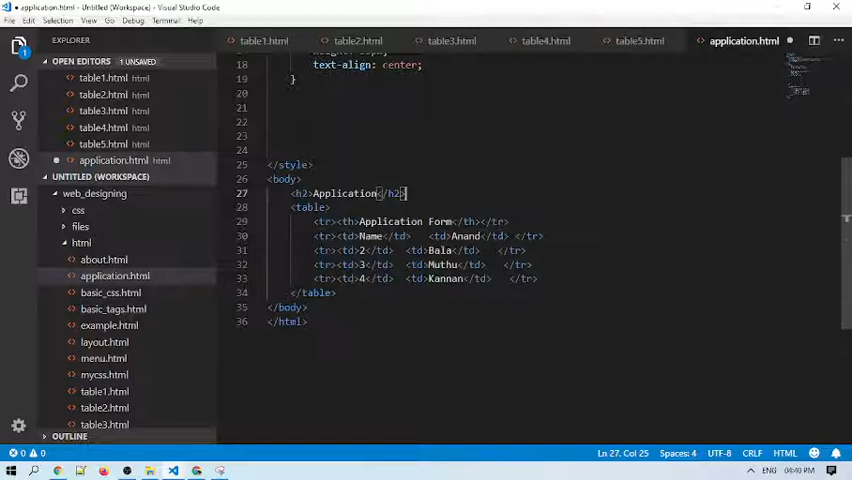 application.html - Untitled (Workspace) - Visual Studio Code
File Edit Selection View Go Debug Terminal Help
EXPLORER
OPEN EDITORS 1 UNSAVED
table1.html html
table2.html html
table3.html html
table4.html html
table5.html html
application.html html
UNTITLED (WORKSPACE)
web_designing
css
files
html
about.html
application.html
basic_css.html
basic_tags.html
example.html
layout.html
menu.html
mycss.html
table1.html
table2.html
table3.html
OUTLINE
table1.html table2.html table3.html table4.html table5.html application.html
18 text-align: center;
19 }
20
21
22
23
24
25 </style>
26 <body>
27 <h2>Application</h2>
28 <table>
29 <tr><th>Application Form</th></tr>
30 <tr><td>Name</td> <td>Anand</td> </tr>
31 <tr><td>2</td> <td>Bala</td> </tr>
32 <tr><td>3</td> <td>Muthu</td> </tr>
33 <tr><td>4</td> <td>Kannan</td> </tr>
34 </table>
35 </body>
36 </html>
0 0 Ln 27, Col 25 Spaces: 4 UTF-8 CRLF HTML
ENG 04:40 PM